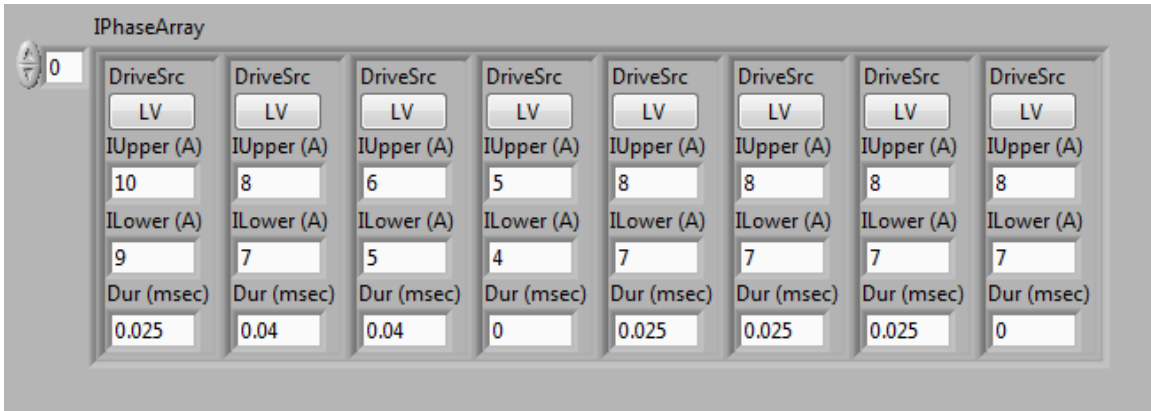 IPhaseArray
0
DriveSrc DriveSrc DriveSrc DriveSrc DriveSrc DriveSrc DriveSrc DriveSrc
LV LV LV LV LV LV LV LV
IUpper (A) IUpper (A) IUpper (A) IUpper (A) IUpper (A) IUpper (A) IUpper (A) IUpper (A)
10 8 6 5 8 8 8 8
ILower (A) ILower (A) ILower (A) ILower (A) ILower (A) ILower (A) ILower (A) ILower (A)
9 7 5 4 7 7 7 7
Dur (msec) Dur (msec) Dur (msec) Dur (msec) Dur (msec) Dur (msec) Dur (msec) Dur (msec)
0.025 0.04 0.04 0 0.025 0.025 0.025 0